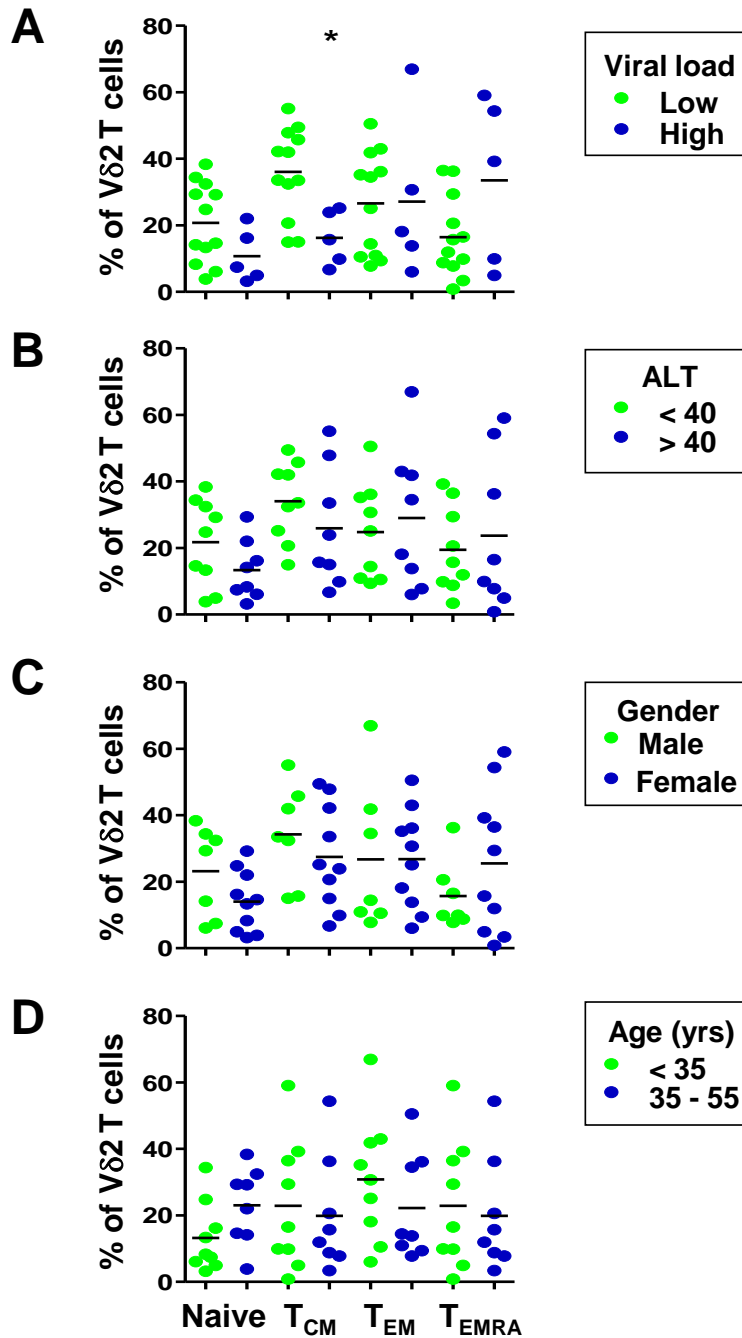 A
% of Vδ2 T cells
80
60
40
20
0
*
Viral load
Low
High
B
% of Vδ2 T cells
80
60
40
20
0
ALT
< 40
> 40
C
% of Vδ2 T cells
80
60
40
20
0
Gender
Male
Female
D
% of Vδ2 T cells
80
60
40
20
0
Age (yrs)
< 35
35 - 55
Naive TCM TEM TEMRA